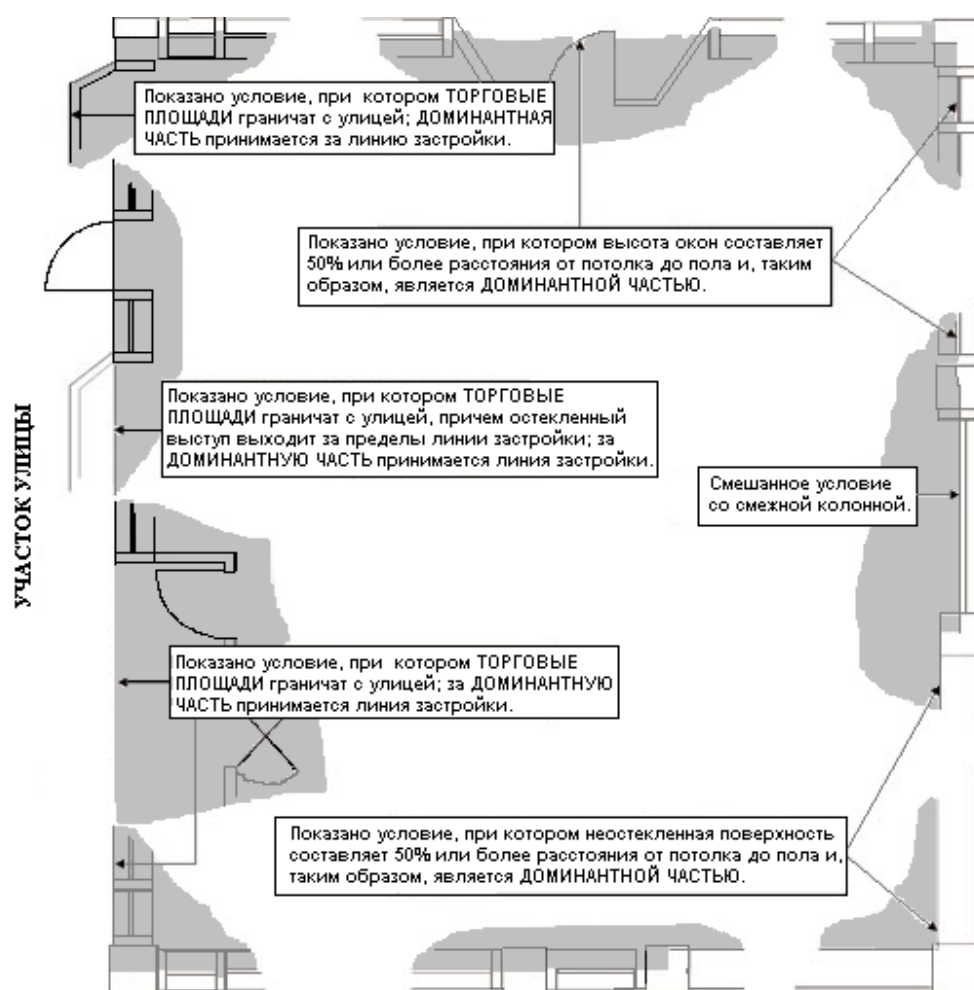 Показано условие, при котором ТОРГОВЫЕ
ПЛОЩАДИ граничат с улицей; ДОМИНАНТНАЯ
ЧАСТЬ принимается за линию застройки.
Показано условие, при котором высота окон составляет
50% или более расстояния от потолка до пола и, таким
образом, является ДОМИНАНТНОЙ ЧАСТЬЮ.
Показано условие, при котором ТОРГОВЫЕ
ПЛОЩАДИ граничат с улицей, причем остекленный
выступ выходит за пределы линии застройки; за
ДОМИНАНТНУЮ ЧАСТЬ принимается линия застройки.
УЧАСТОК УЛИЦЫ
Смешанное условие
со смежной колонной.
Показано условие, при котором ТОРГОВЫЕ
ПЛОЩАДИ граничат с улицей; за ДОМИНАНТНУЮ
ЧАСТЬ принимается линия застройки.
Показано условие, при котором неостекленная поверхность
составляет 50% или более расстояния от потолка до пола и,
таким образом, является ДОМИНАНТНОЙ ЧАСТЬЮ.